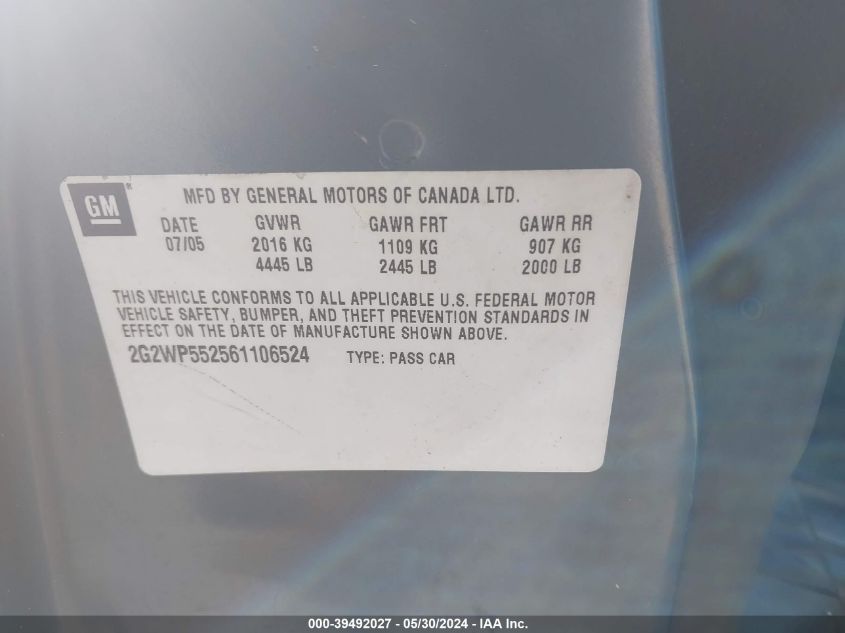 GM®
MFD BY GENERAL MOTORS OF CANADA LTD.
DATE GVWR GAWR FRT GAWR RR
07/05 2016 KG 1109 KG 907 KG
4445 LB 2445 LB 2000 LB
THIS VEHICLE CONFORMS TO ALL APPLICABLE U.S. FEDERAL MOTOR
VEHICLE SAFETY, BUMPER, AND THEFT PREVENTION STANDARDS IN
EFFECT ON THE DATE OF MANUFACTURE SHOWN ABOVE.
2G2WP552561106524 TYPE: PASS CAR
000-39492027 - 05/30/2024 - IAA Inc.